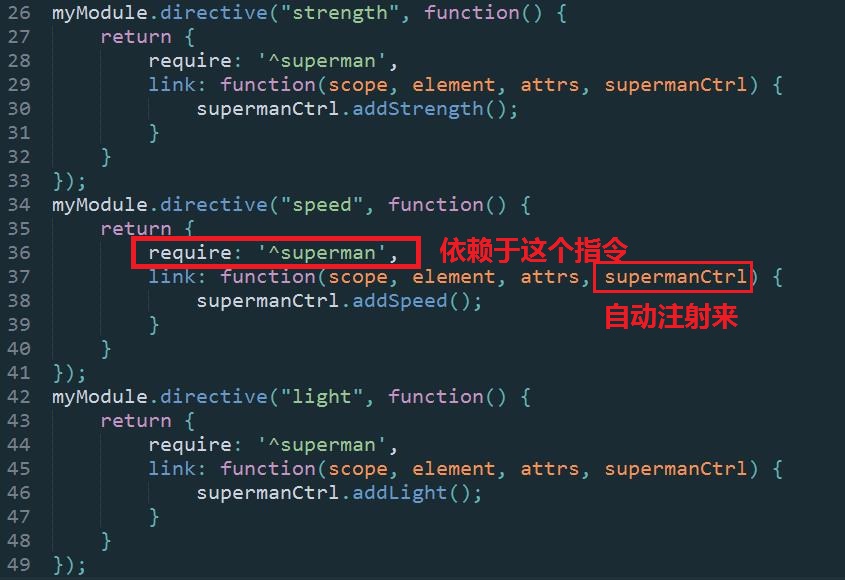 26 myModule.directive("strength", function() {
27     return {
28         require: '^superman',
29         link: function(scope, element, attrs, supermanCtrl) {
30             supermanCtrl.addStrength();
31         }
32     }
33 });
34 myModule.directive("speed", function() {
35     return {
36         require: '^superman', 依赖于这个指令
37         link: function(scope, element, attrs, supermanCtrl) {
38             supermanCtrl.addSpeed();
自动注射来
39         }
40     }
41 });
42 myModule.directive("light", function() {
43     return {
44         require: '^superman',
45         link: function(scope, element, attrs, supermanCtrl) {
46             supermanCtrl.addLight();
47         }
48     }
49 });